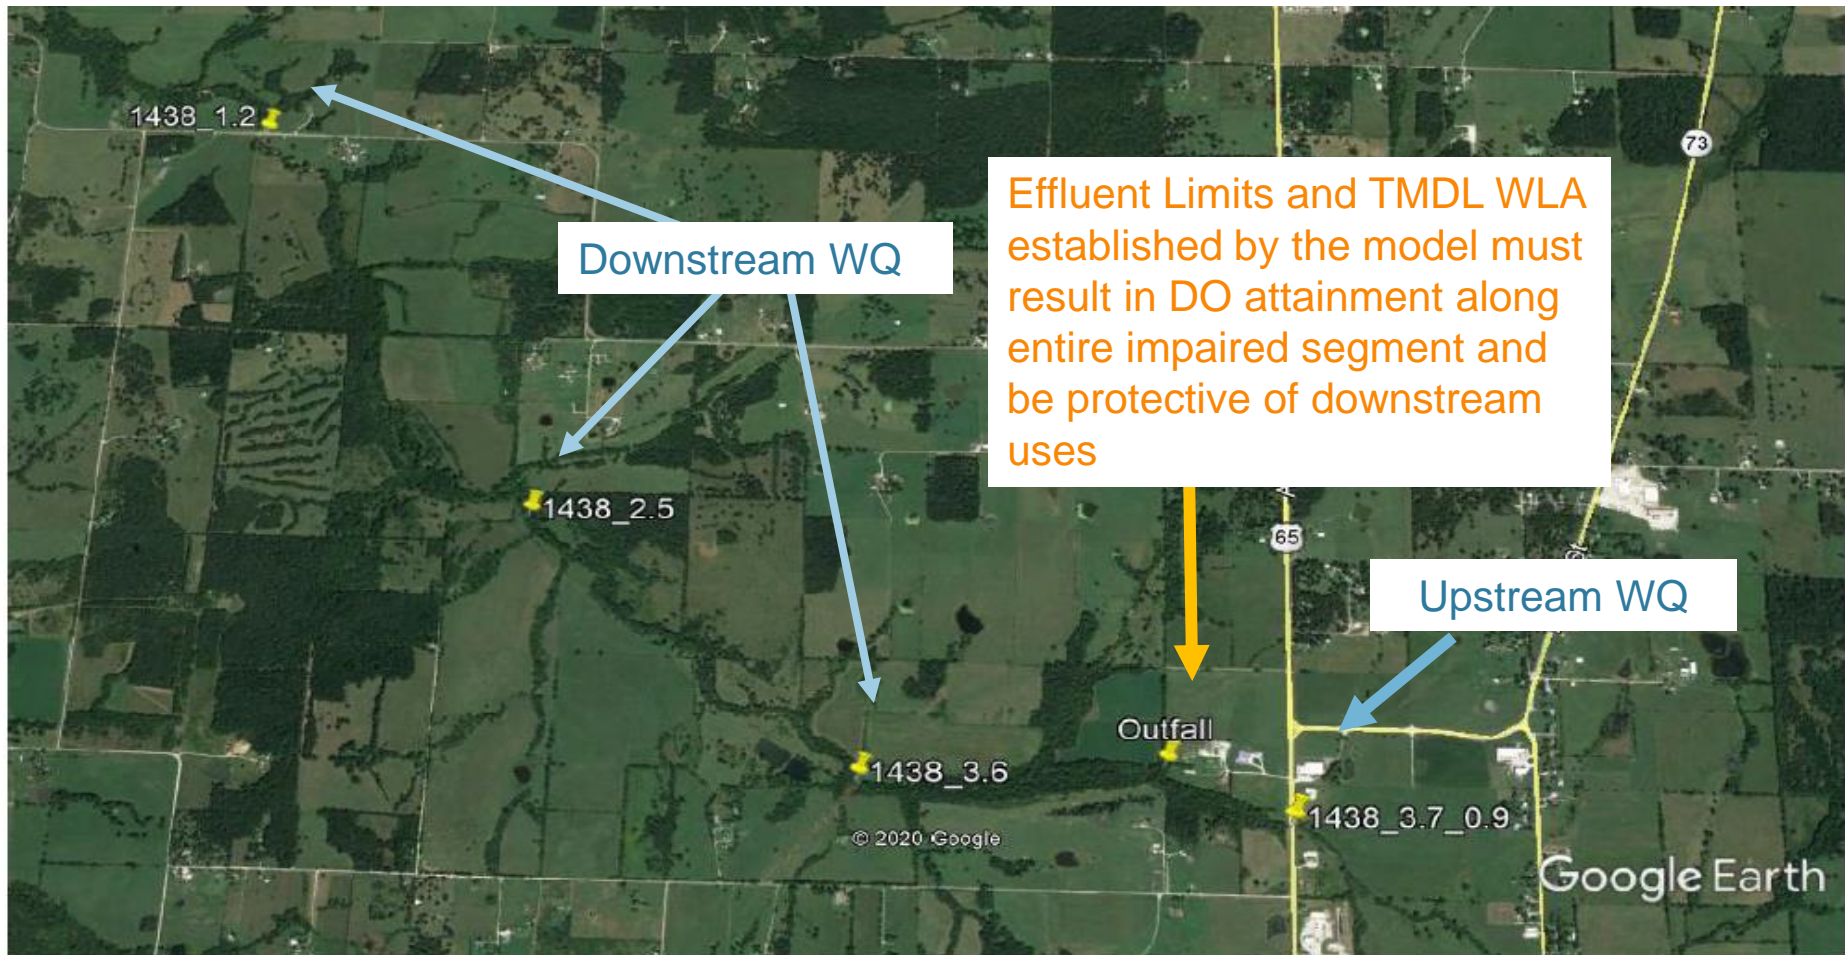 1438_1.2
73
Downstream WQ
Effluent Limits and TMDL WLA
established by the model must
result in DO attainment along
entire impaired segment and
be protective of downstream
uses
1438_2.5
65
Upstream WQ
Outfall
1438_3.6
1438_3.7_0.9
© 2020 Google
Google Earth